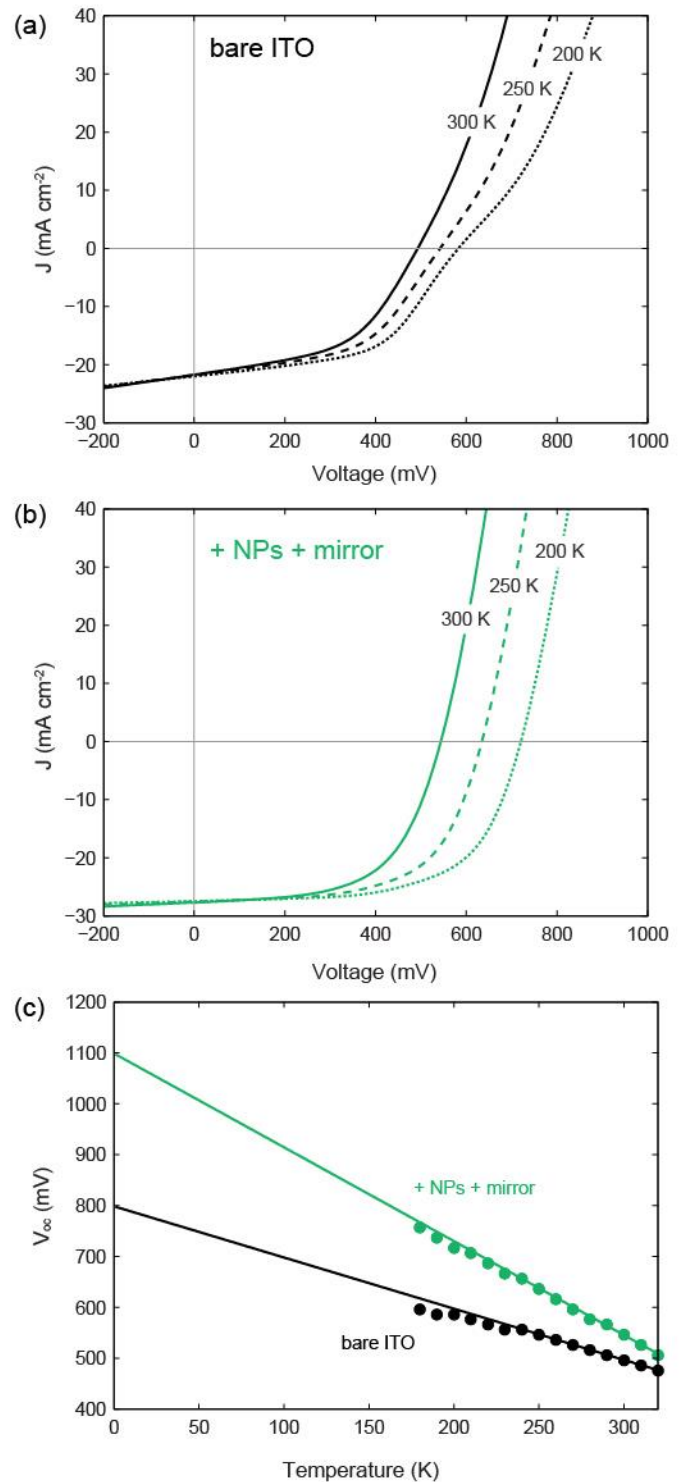 (a)
bare ITO
200 K
250 K
300 K
40
30
20
10
0
−10
−20
−30
J (mA cm⁻²)
−200
0
200
400
600
800
1000
Voltage (mV)
(b)
+ NPs + mirror
200 K
250 K
300 K
40
30
20
10
0
−10
−20
−30
J (mA cm⁻²)
−200
0
200
400
600
800
1000
Voltage (mV)
(c)
1200
1100
1000
900
800
700
600
500
400
V∞ (mV)
+ NPs + mirror
bare ITO
0
50
100
150
200
250
300
Temperature (K)